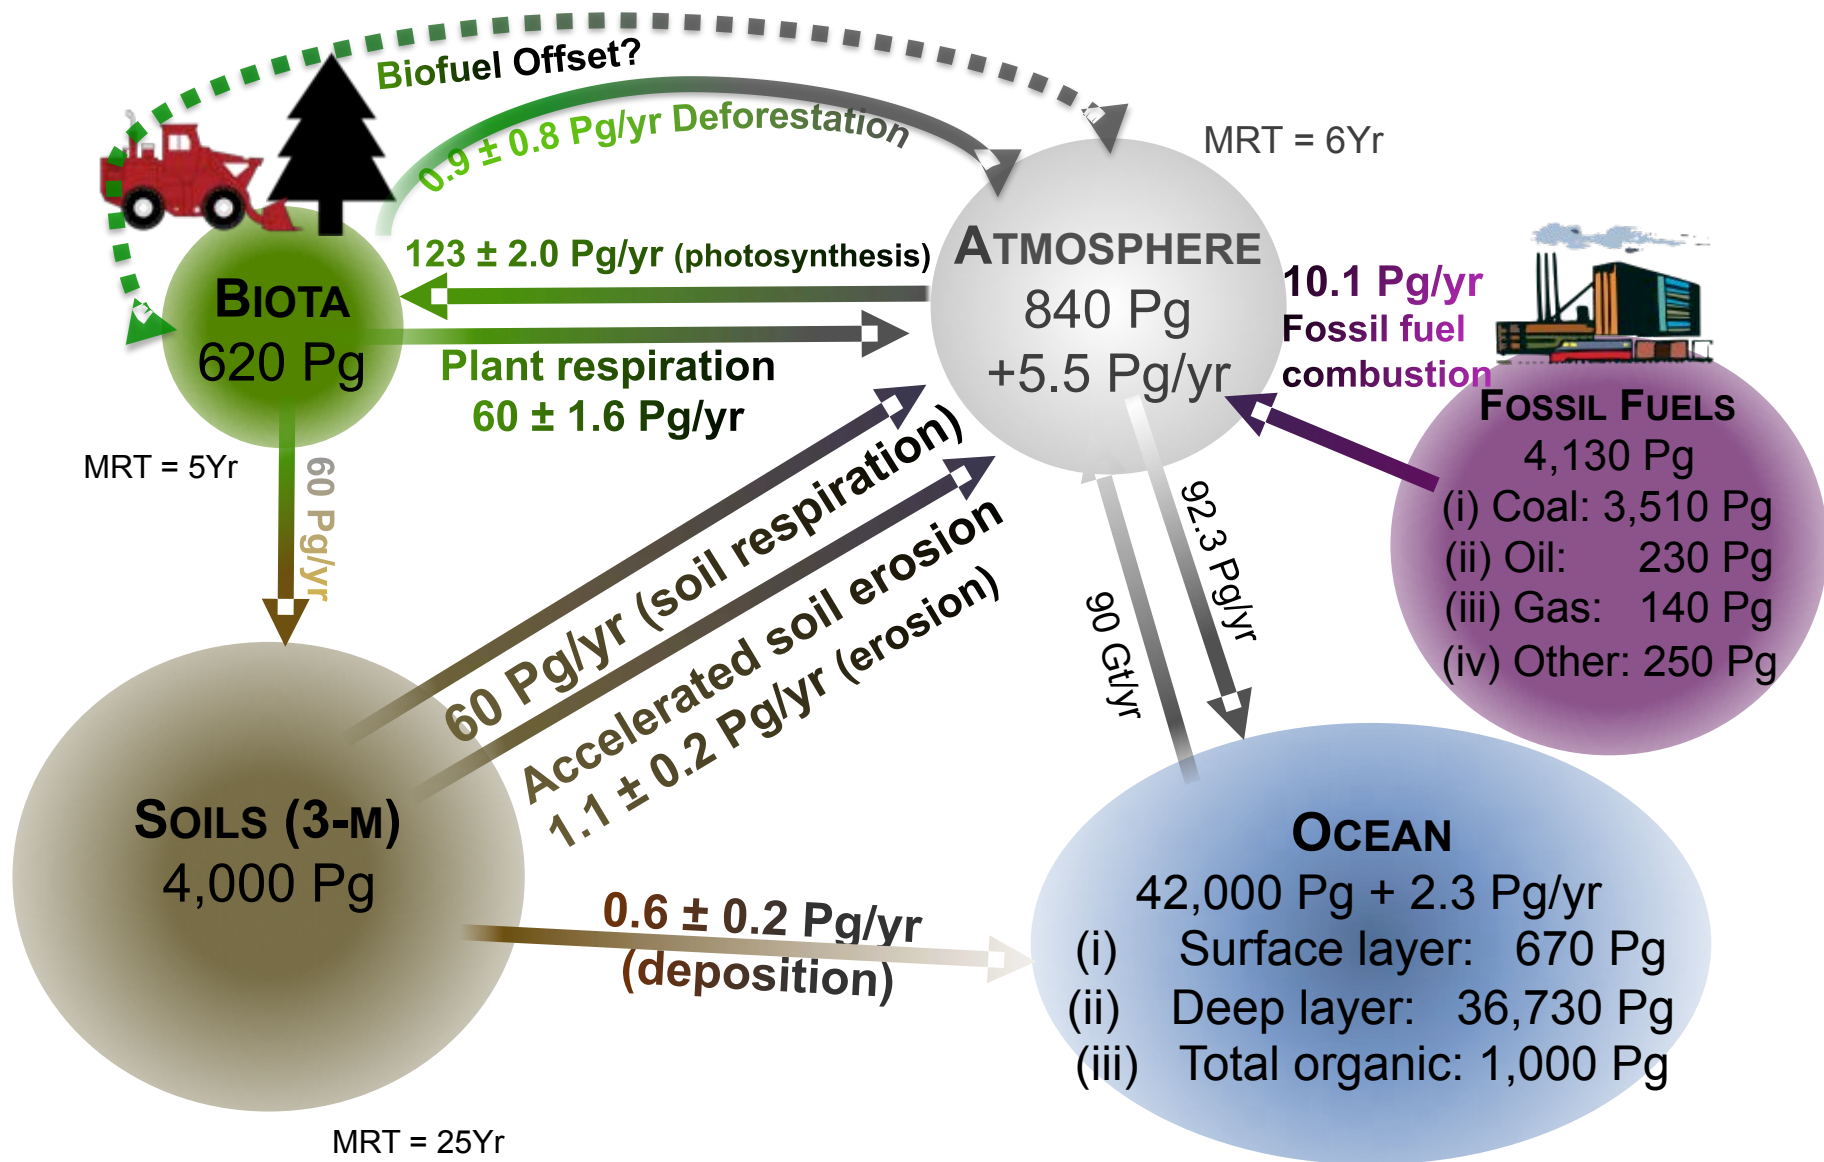 Biofuel Offset?
0.9 ± 0.8 Pg/yr Deforestation
MRT = 6Yr
ATMOSPHERE
840 Pg
+5.5 Pg/yr
123 ± 2.0 Pg/yr (photosynthesis)
BIOTA
620 Pg
Plant respiration
60 ± 1.6 Pg/yr
10.1 Pg/yr
Fossil fuel
combustion
FOSSIL FUELS
4,130 Pg
(i) Coal: 3,510 Pg
(ii) Oil: 230 Pg
(iii) Gas: 140 Pg
(iv) Other: 250 Pg
MRT = 5Yr
60 Pg/yr
60 Pg/yr (soil respiration)
Accelerated soil erosion
1.1 ± 0.2 Pg/yr (erosion)
90 Gt/yr
92.3 Pg/yr
SOILS (3-M)
4,000 Pg
0.6 ± 0.2 Pg/yr
(deposition)
OCEAN
42,000 Pg + 2.3 Pg/yr
(i) Surface layer: 670 Pg
(ii) Deep layer: 36,730 Pg
(iii) Total organic: 1,000 Pg
MRT = 25Yr